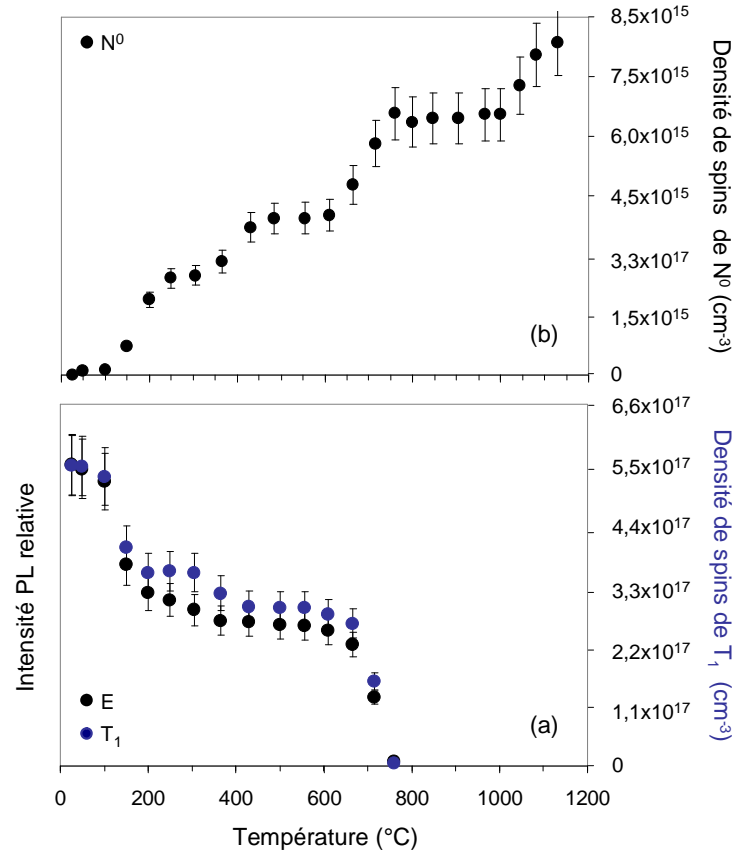 N⁰
8,5x10¹⁵
7,5x10¹⁵
6,0x10¹⁵
4,5x10¹⁵
3,3x10¹⁷
1,5x10¹⁵
0
Densité de spins de N⁰ (cm⁻³)
(b)
Intensité PL relative
6,6x10¹⁷
5,5x10¹⁷
4,4x10¹⁷
3,3x10¹⁷
2,2x10¹⁷
1,1x10¹⁷
0
Densité de spins de T₁ (cm⁻³)
E
T₁
(a)
0 200 400 600 800 1000 1200
Température (°C)